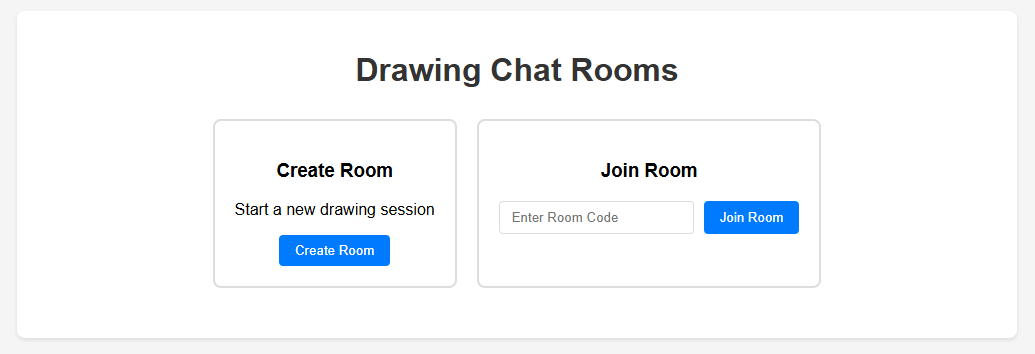 Drawing Chat Rooms
Create Room
Start a new drawing session
Create Room
Join Room
Enter Room Code
Join Room